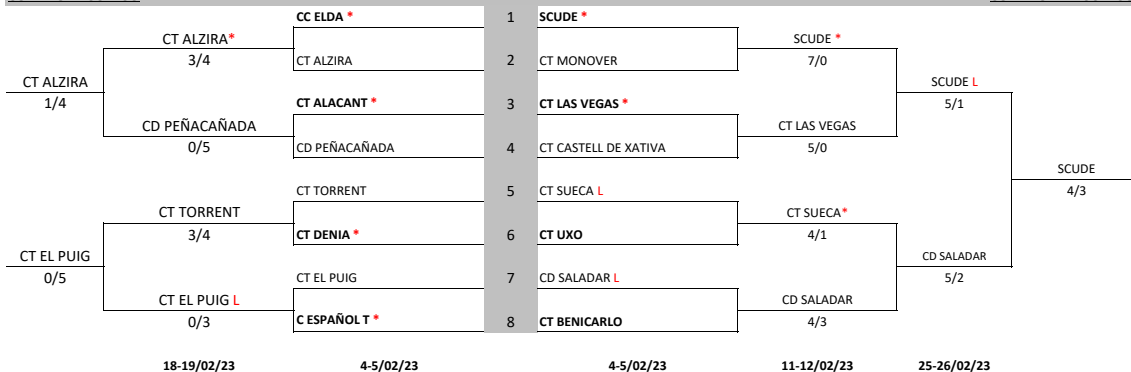 CC ELDA * 1 SCUDE *
CT ALZIRA* SCUDE *
3/4 CT ALZIRA 2 CT MONOVER 7/0
CT ALZIRA SCUDE L
1/4 CT ALACANT * 3 CT LAS VEGAS * 5/1
CD PEÑACAÑADA CT LAS VEGAS
0/5 CD PEÑACAÑADA 4 CT CASTELL DE XATIVA 5/0
SCUDE
CT TORRENT 5 CT SUECA L 4/3
CT TORRENT CT SUECA*
3/4 CT DENIA * 6 CT UXO 4/1
CT EL PUIG CD SALADAR
0/5 CT EL PUIG 7 CD SALADAR L 5/2
CT EL PUIG L CD SALADAR
0/3 C ESPAÑOL T * 8 CT BENICARLO 4/3
18-19/02/23 4-5/02/23 4-5/02/23 11-12/02/23 25-26/02/23